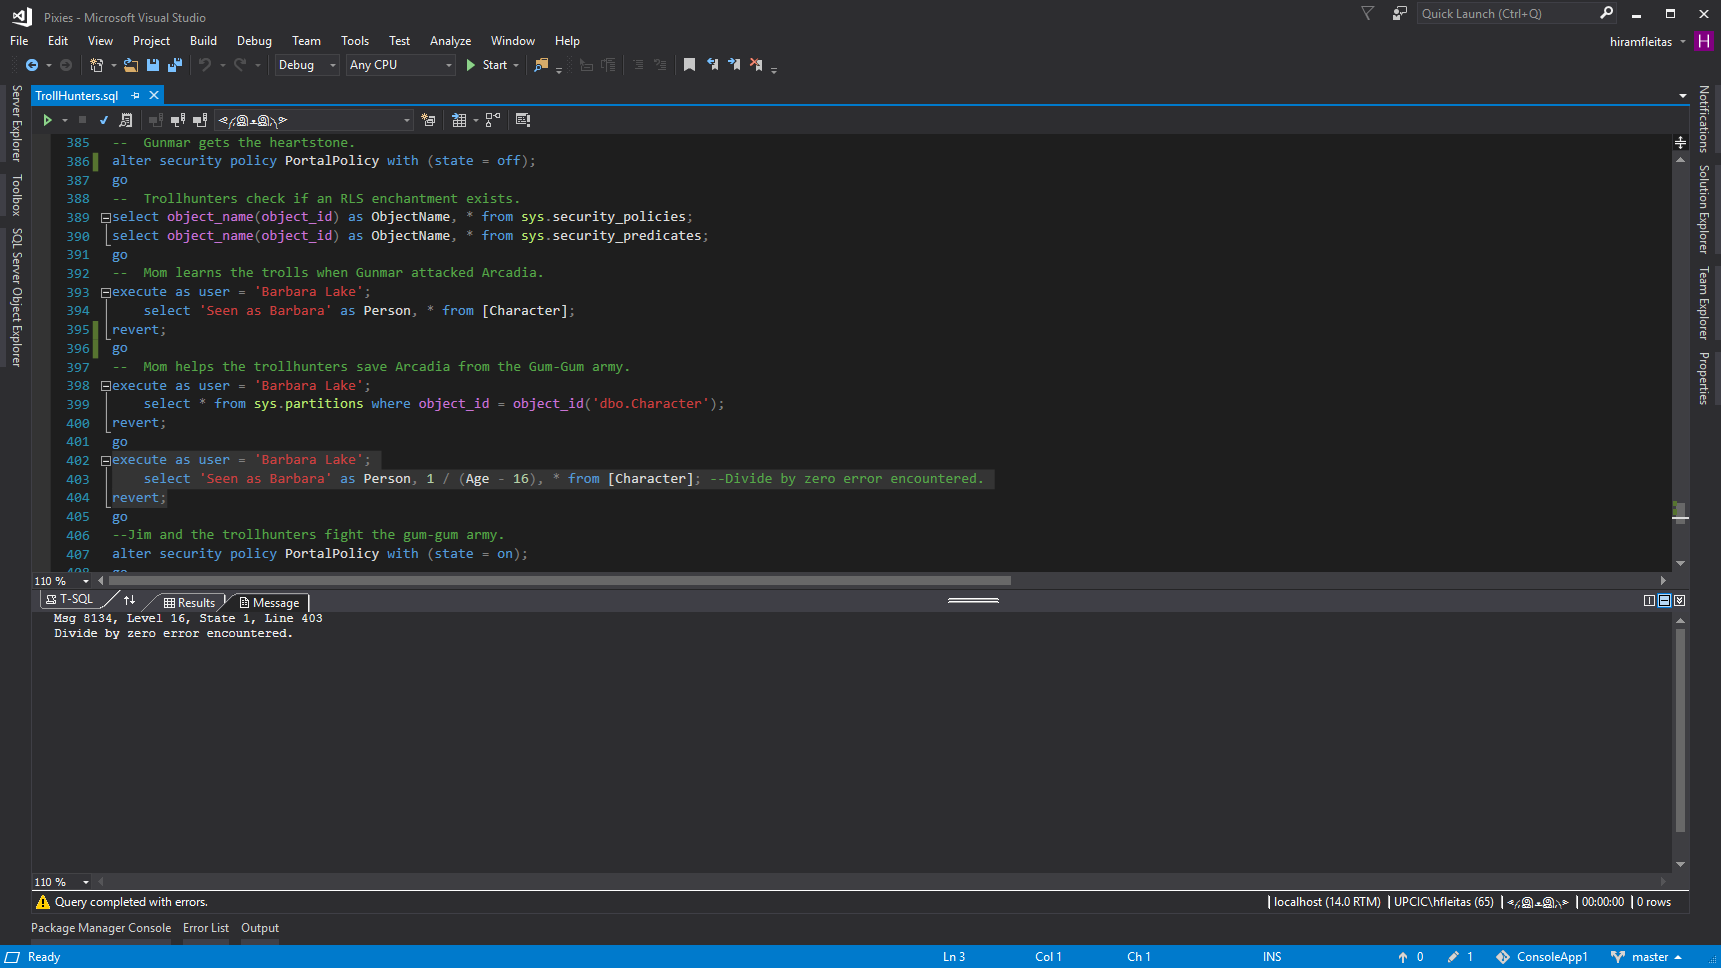 Pixies - Microsoft Visual Studio
Quick Launch (Ctrl+Q)
File Edit View Project Build Debug Team Tools Test Analyze Window Help
hiramfleitas H
Debug Any CPU Start
TrollHunters.sql
Server Explorer
Toolbox
SQL Server Object Explorer
Notifications
Solution Explorer
Team Explorer
Properties
385 -- Gunmar gets the heartstone.
386 alter security policy PortalPolicy with (state = off);
387 go
388 -- Trollhunters check if an RLS enchantment exists.
389 select object_name(object_id) as ObjectName, * from sys.security_policies;
390 select object_name(object_id) as ObjectName, * from sys.security_predicates;
391 go
392 -- Mom learns the trolls when Gunmar attacked Arcadia.
393 execute as user = 'Barbara Lake';
394 select 'Seen as Barbara' as Person, * from [Character];
395 revert;
396 go
397 -- Mom helps the trollhunters save Arcadia from the Gum-Gum army.
398 execute as user = 'Barbara Lake';
399 select * from sys.partitions where object_id = object_id('dbo.Character');
400 revert;
401 go
402 execute as user = 'Barbara Lake';
403 select 'Seen as Barbara' as Person, 1 / (Age - 16), * from [Character]; --Divide by zero error encountered.
404 revert;
405 go
406 --Jim and the trollhunters fight the gum-gum army.
407 alter security policy PortalPolicy with (state = on);
408 go
110 %
T-SQL Results Message
Msg 8134, Level 16, State 1, Line 403
Divide by zero error encountered.
110 %
Query completed with errors.
localhost (14.0 RTM) UPCIC\hfleitas (65) 00:00:00 0 rows
Package Manager Console Error List Output
Ready Ln 3 Col 1 Ch 1 INS 0 1 ConsoleApp1 master